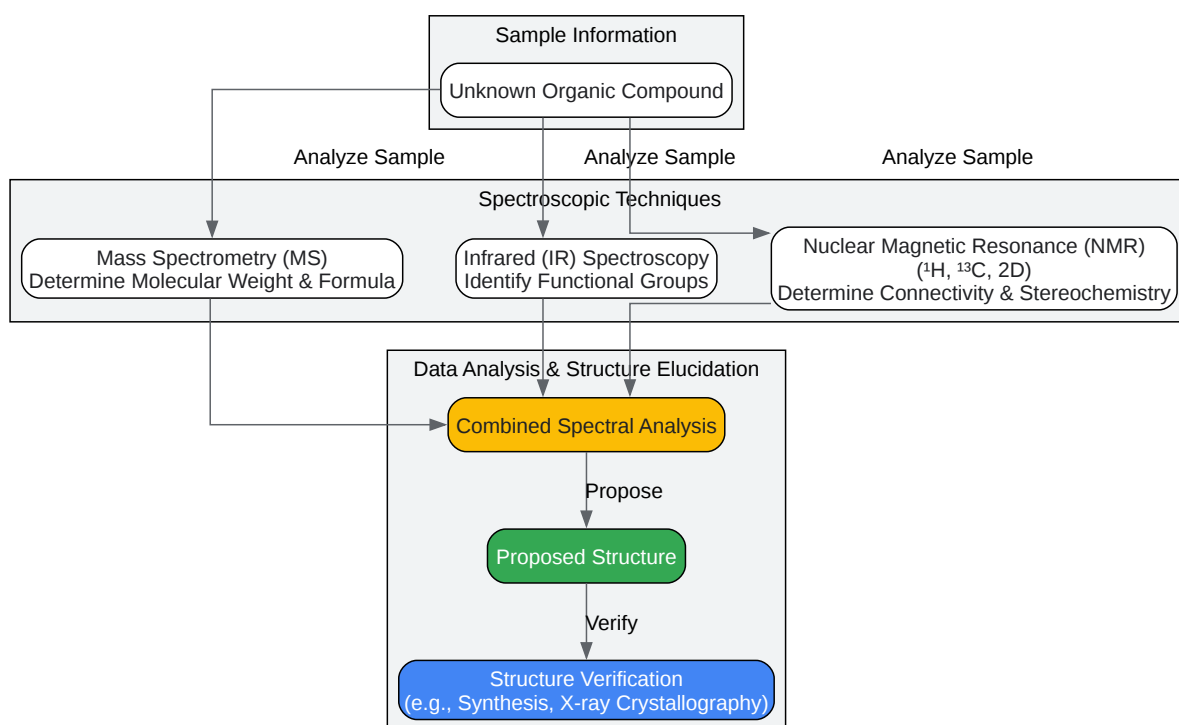 Sample Information
Unknown Organic Compound
Analyze Sample
Analyze Sample
Analyze Sample
Spectroscopic Techniques
Mass Spectrometry (MS)
Determine Molecular Weight & Formula
Infrared (IR) Spectroscopy
Identify Functional Groups
Nuclear Magnetic Resonance (NMR)
(¹H, ¹³C, 2D)
Determine Connectivity & Stereochemistry
Data Analysis & Structure Elucidation
Combined Spectral Analysis
Propose
Proposed Structure
Verify
Structure Verification
(e.g., Synthesis, X-ray Crystallography)